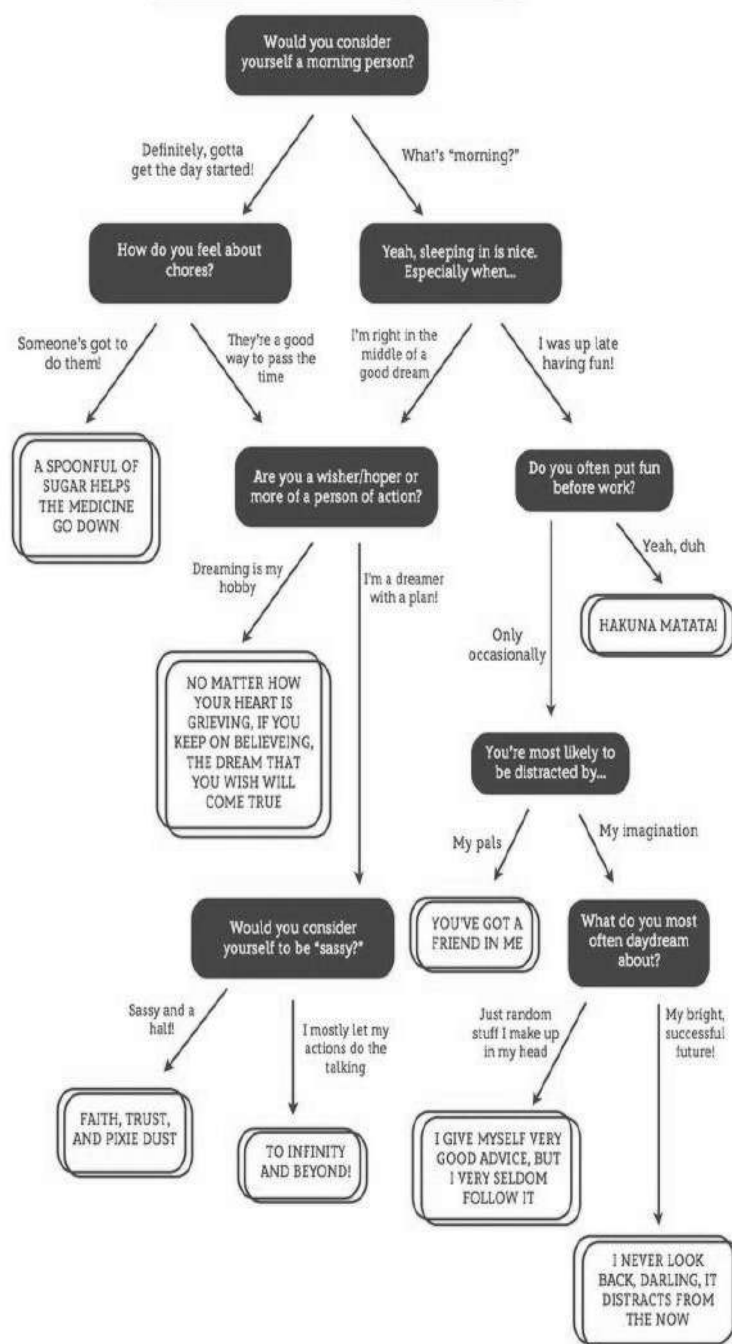 Would you consider
yourself a morning person?
Definitely, gotta
get the day started!
What's "morning?"
How do you feel about
chores?
Yeah, sleeping in is nice.
Especially when...
Someone's got to
do them!
They're a good
way to pass the
time
I'm right in the
middle of a
good dream
I was up late
having fun!
A SPOONFUL OF
SUGAR HELPS
THE MEDICINE
GO DOWN
Are you a wisher/hoper or
more of a person of action?
Do you often put fun
before work?
Dreaming is my
hobby
I'm a dreamer
with a plan!
Only
occasionally
Yeah, duh
HAKUNA MATATA!
NO MATTER HOW
YOUR HEART IS
GRIEVING, IF YOU
KEEP ON BELIEVEING,
THE DREAM THAT
YOU WISH WILL
COME TRUE
You're most likely to
be distracted by...
My pals
My imagination
Would you consider
yourself to be "sassy?"
YOU'VE GOT A
FRIEND IN ME
What do you most
often daydream
about?
Sassy and a
half!
I mostly let my
actions do the
talking
Just random
stuff I make up
in my head
My bright,
successful
future!
FAITH, TRUST,
AND PIXIE DUST
TO INFINITY
AND BEYOND!
I GIVE MYSELF VERY
GOOD ADVICE, BUT
I VERY SELDOM
FOLLOW IT
I NEVER LOOK
BACK, DARLING, IT
DISTRACTS FROM
THE NOW